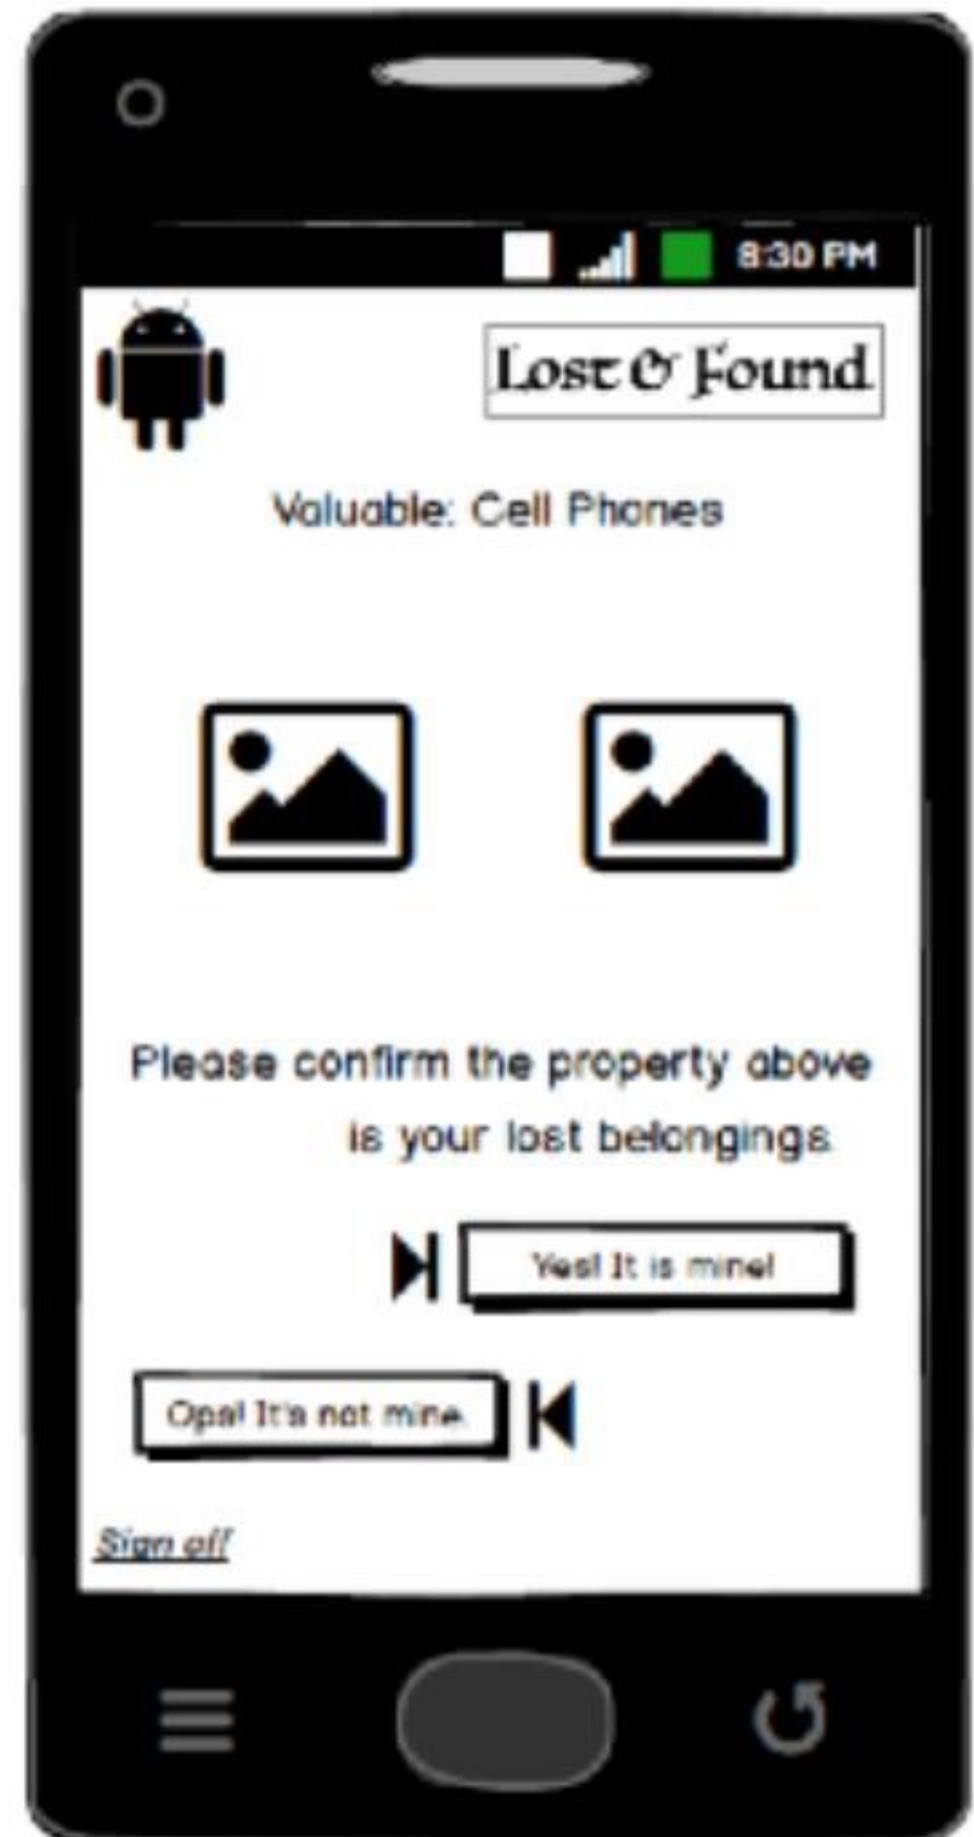 8:30 PM
Lost & Found
Valuable: Cell Phones
Please confirm the property above
is your lost belongings
Yes! It is mine!
Ops! It's not mine.
Sign off